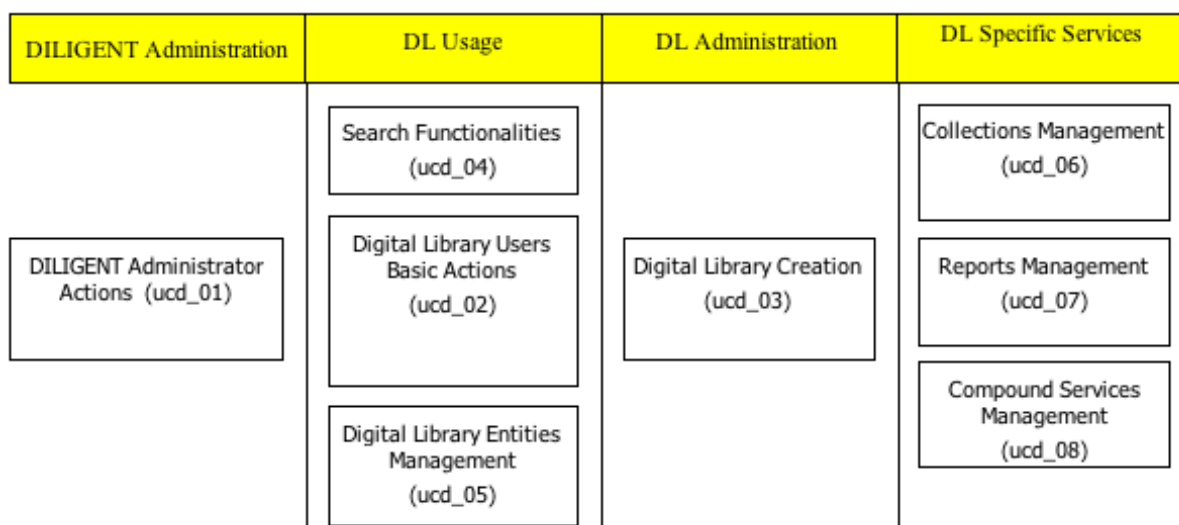 DILIGENT Administration
DL Usage
DL Administration
DL Specific Services
DILIGENT Administrator
Actions (ucd_01)
Search Functionalities
(ucd_04)
Digital Library Users
Basic Actions
(ucd_02)
Digital Library Entities
Management
(ucd_05)
Digital Library Creation
(ucd_03)
Collections Management
(ucd_06)
Reports Management
(ucd_07)
Compound Services
Management
(ucd_08)